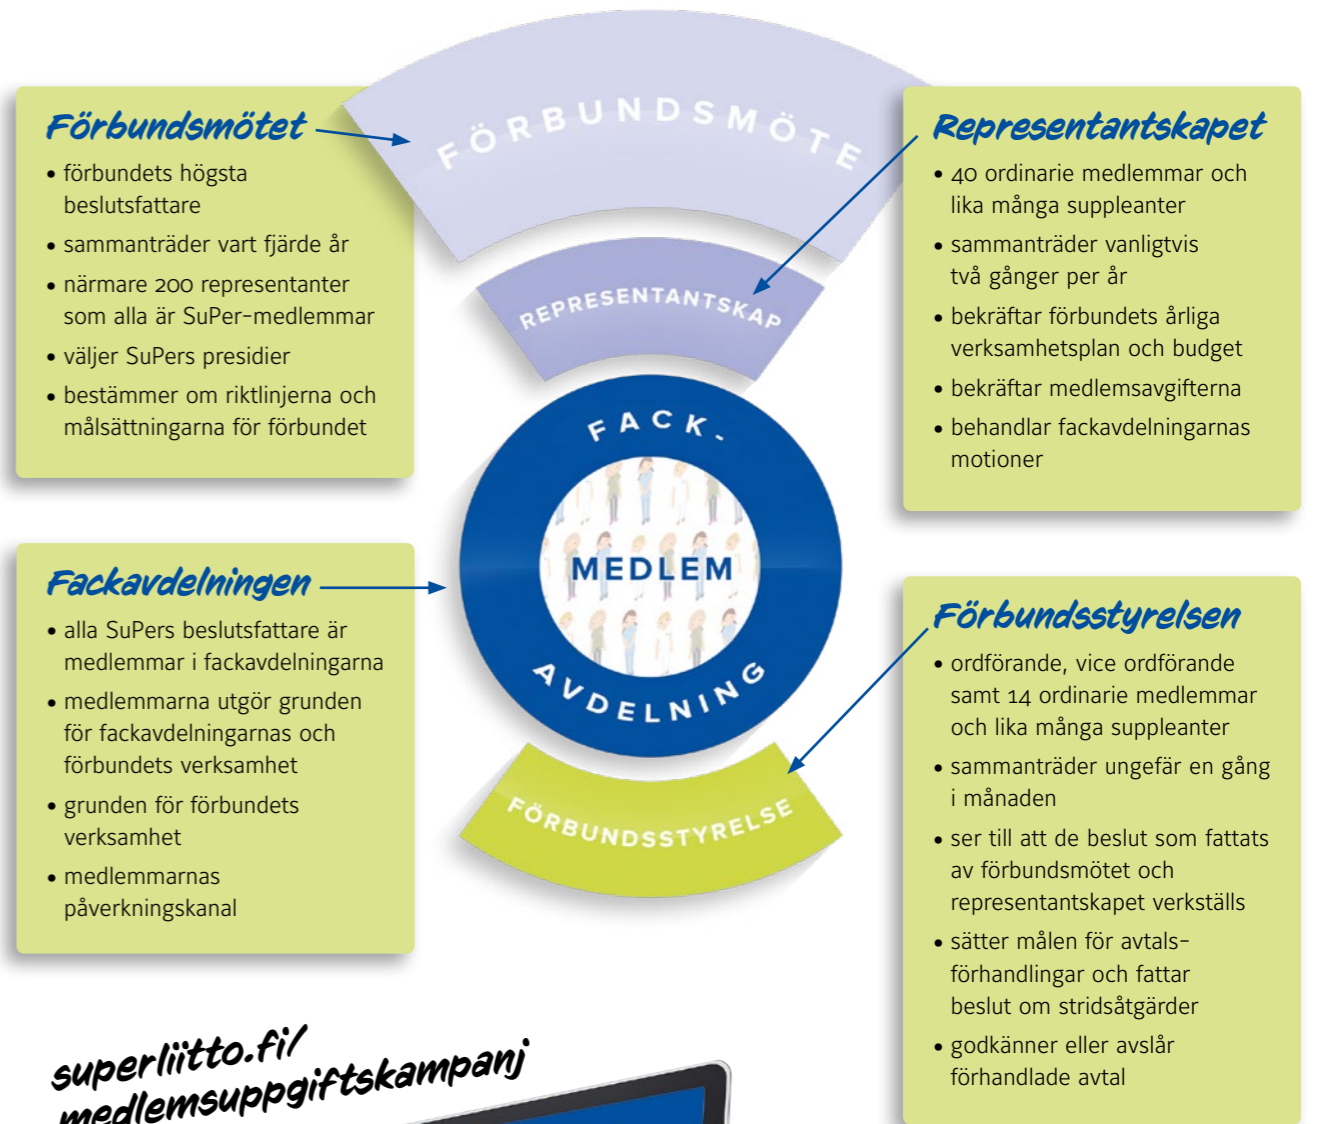 FÖRBUNDSMÖTE
Förbundsmötet
• förbundets högsta
beslutsfattare
• sammanträder vart fjärde år
• närmare 200 representanter
som alla är SuPer-medlemmar
• väljer SuPers presidier
• bestämmer om riktlinjerna och
målsättningarna för förbundet
Representantskapet
• 40 ordinarie medlemmar och
lika många suppleanter
• sammanträder vanligtvis
två gånger per år
• bekräftar förbundets årliga
verksamhetsplan och budget
• bekräftar medlemsavgifterna
• behandlar fackavdelningarnas
motioner
REPRESENTANTSKAP
FACK-
MEDLEM
AVDELNING
FÖRBUNDSSTYRELSE
Fackavdelningen
• alla SuPers beslutsfattare är
medlemmar i fackavdelningarna
• medlemmarna utgör grunden
för fackavdelningarnas och
förbundets verksamhet
• grunden för förbundets
verksamhet
• medlemmarnas
påverkningskanal
Förbundsstyrelsen
• ordförande, vice ordförande
samt 14 ordinarie medlemmar
och lika många suppleanter
• sammanträder ungefär en gång
i månaden
• ser till att de beslut som fattats
av förbundsmötet och
representantskapet verkställs
• sätter målen för avtals-
förhandlingar och fattar
beslut om stridsåtgärder
• godkänner eller avslår
förhandlade avtal
superliitto.fi/
medlemsuppgiftskampanj